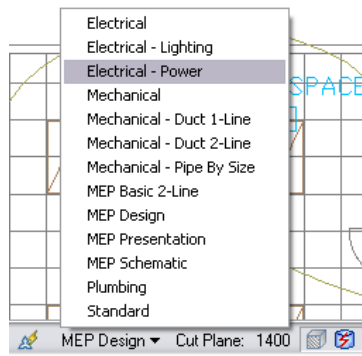 Electrical
Electrical - Lighting
Electrical - Power
SPACE
Mechanical
Mechanical - Duct 1-Line
Mechanical - Duct 2-Line
Mechanical - Pipe By Size
MEP Basic 2-Line
MEP Design
MEP Presentation
MEP Schematic
Plumbing
Standard
MEP Design Cut Plane: 1400